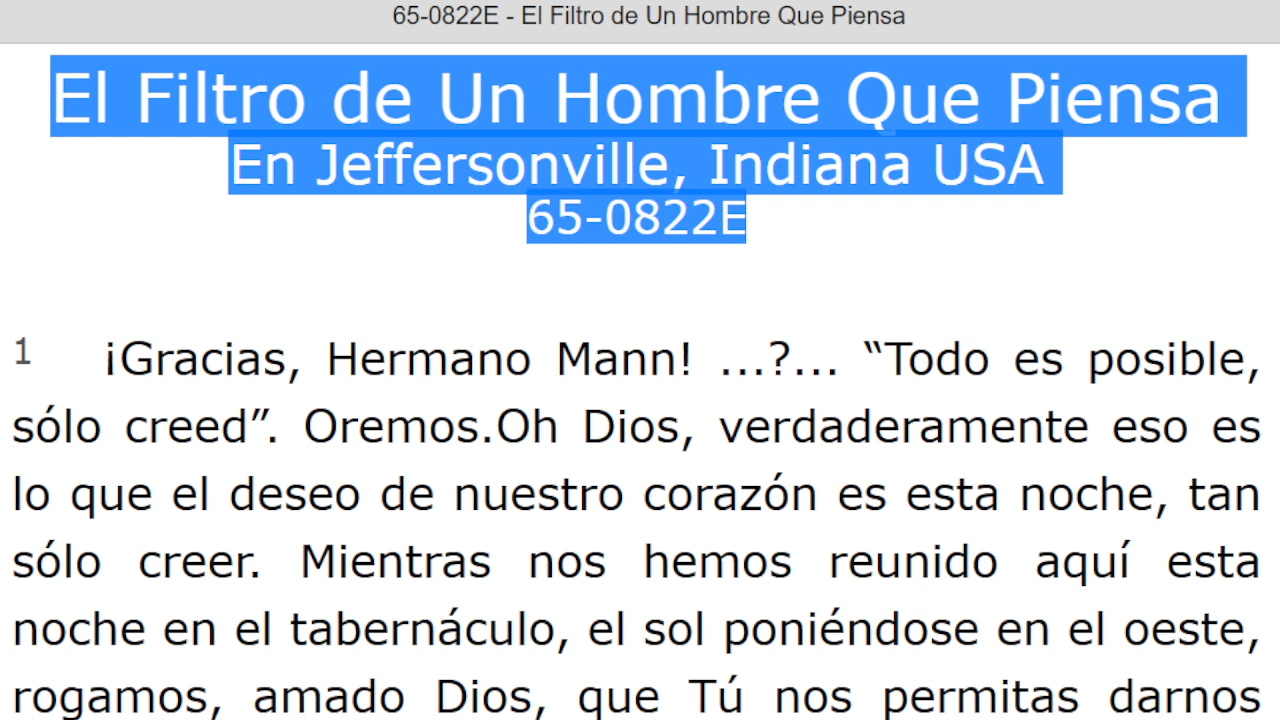 65-0822E - El Filtro de Un Hombre Que Piensa
El Filtro de Un Hombre Que Piensa
En Jeffersonville, Indiana USA
65-0822E
1 ¡Gracias, Hermano Mann! ...?... “Todo es posible,
sólo creed”. Oremos.Oh Dios, verdaderamente eso es
lo que el deseo de nuestro corazón es esta noche, tan
sólo creer. Mientras nos hemos reunido aquí esta
noche en el tabernáculo, el sol poniéndose en el oeste,
rogamos, amado Dios, que Tú nos permitas darnos